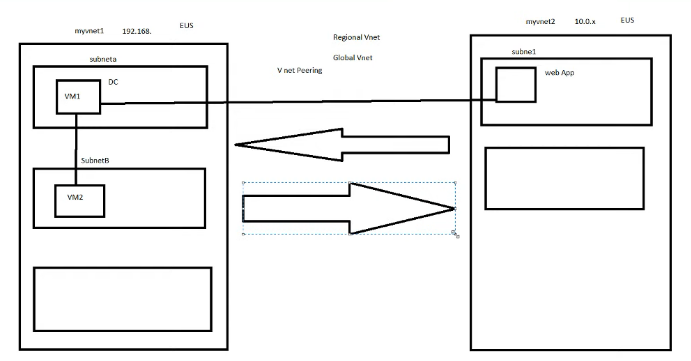 myvnet1 192.168. EUS
myvnet2 10.0.x EUS
Regional Vnet
Global Vnet
V net Peering
subneta
DC
VM1
SubnetB
VM2
subne1
web App